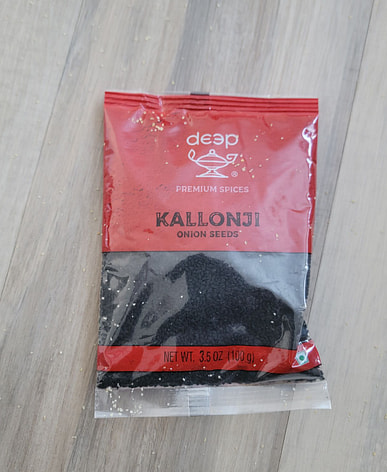 deep
®
PREMIUM SPICES
KALLONJI
ONION SEEDS
NET WT. 3.5 OZ (100 g)